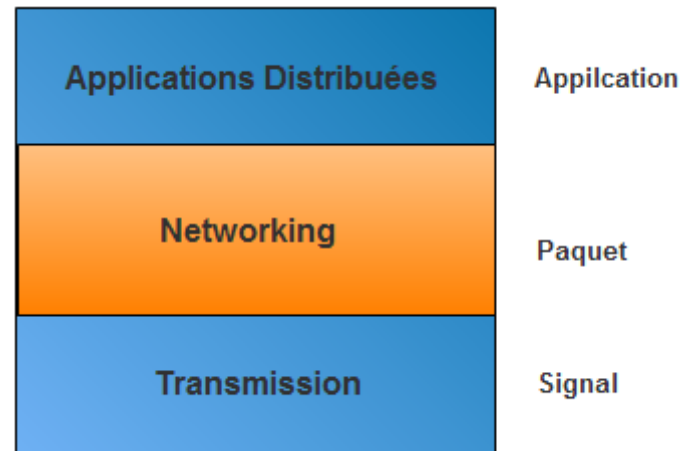 Applications Distribuées
Appilcation
Networking
Paquet
Transmission
Signal